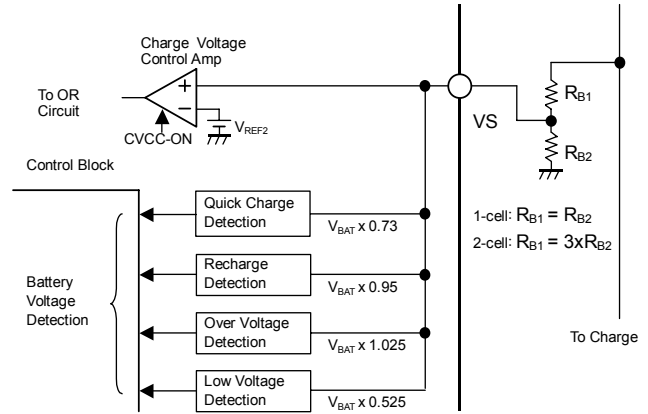 Charge Voltage
Control Amp
+
−
To OR
Circuit
CVCC-ON
VREF2
VS
RB1
RB2
Control Block
Quick Charge
Detection
VBAT x 0.73
1-cell: RB1 = RB2
2-cell: RB1 = 3xRB2
Recharge
Detection
VBAT x 0.95
Battery
Voltage
Detection
Over Voltage
Detection
VBAT x 1.025
To Charge
Low Voltage
Detection
VBAT x 0.525